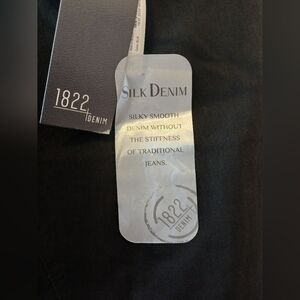 1822
DENIM
SILK DENIM
SILKY SMOOTH
DENIM WITHOUT
THE STIFFNESS
OF TRADITIONAL
JEANS.
1822
DENIM